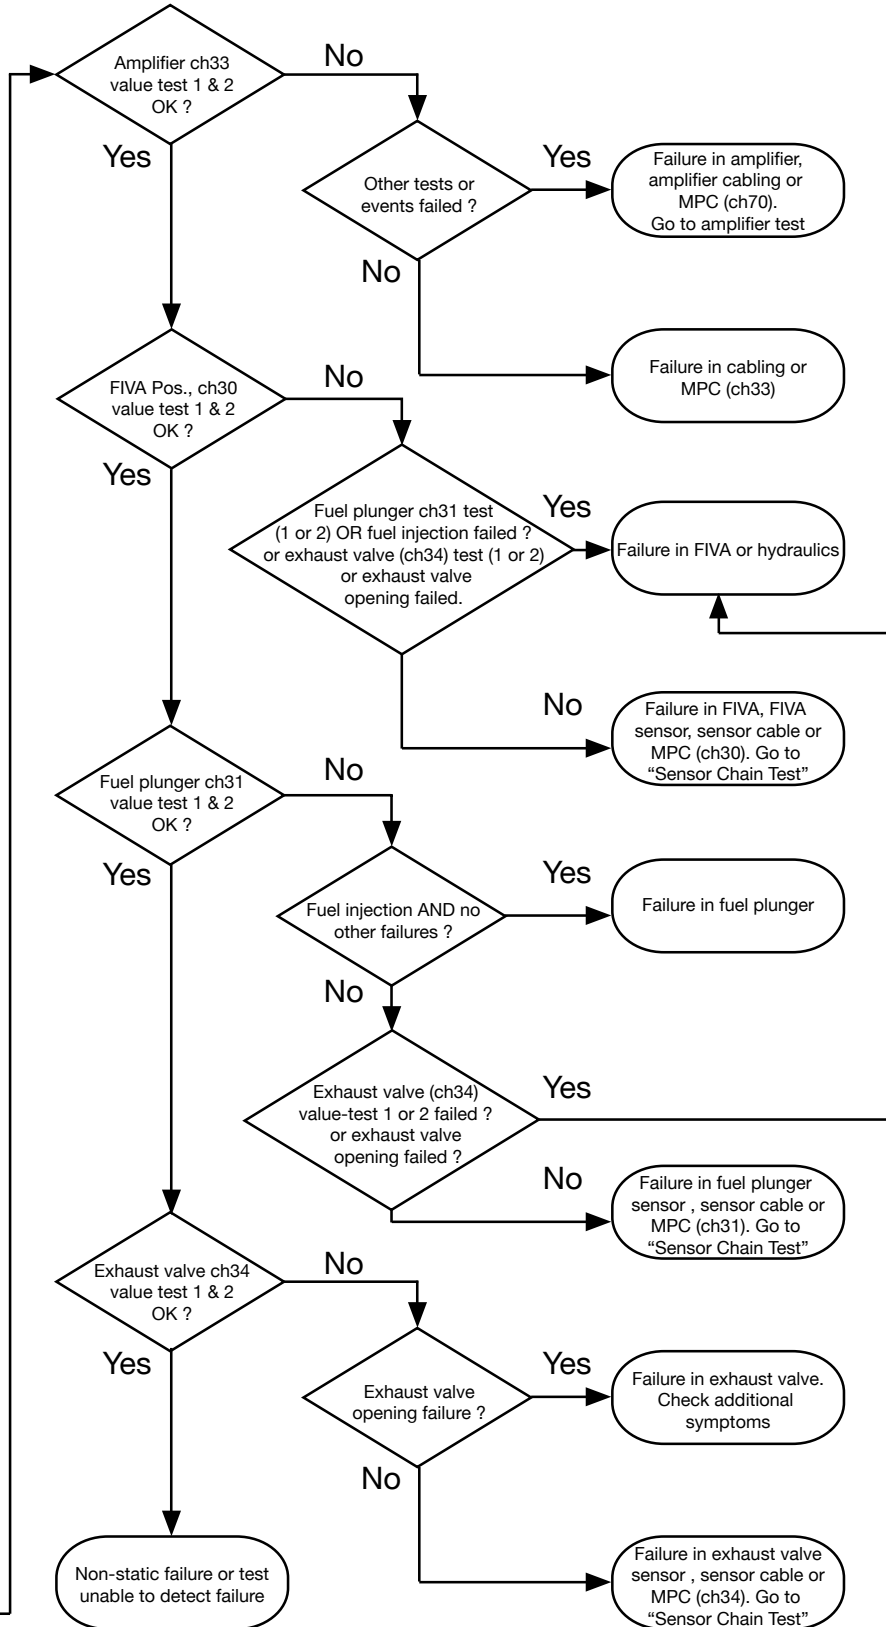 Amplifier ch33
value test 1 & 2
OK ?
No
Yes
Other tests or
events failed ?
Yes
Failure in amplifier,
amplifier cabling or
MPC (ch70).
Go to amplifier test
No
Failure in cabling or
MPC (ch33)
FIVA Pos., ch30
value test 1 & 2
OK ?
No
Yes
Fuel plunger ch31 test
(1 or 2) OR fuel injection failed ?
or exhaust valve (ch34) test (1 or 2)
or exhaust valve
opening failed.
Yes
Failure in FIVA or hydraulics
No
Failure in FIVA, FIVA
sensor, sensor cable or
MPC (ch30). Go to
“Sensor Chain Test”
Fuel plunger ch31
value test 1 & 2
OK ?
No
Yes
Fuel injection AND no
other failures ?
Yes
Failure in fuel plunger
No
Exhaust valve (ch34)
value-test 1 or 2 failed ?
or exhaust valve
opening failed ?
Yes
No
Failure in fuel plunger
sensor , sensor cable or
MPC (ch31). Go to
“Sensor Chain Test”
Exhaust valve ch34
value test 1 & 2
OK ?
No
Yes
Exhaust valve
opening failure ?
Yes
Failure in exhaust valve.
Check additional
symptoms
No
Failure in exhaust valve
sensor , sensor cable or
MPC (ch34). Go to
“Sensor Chain Test”
Non-static failure or test
unable to detect failure